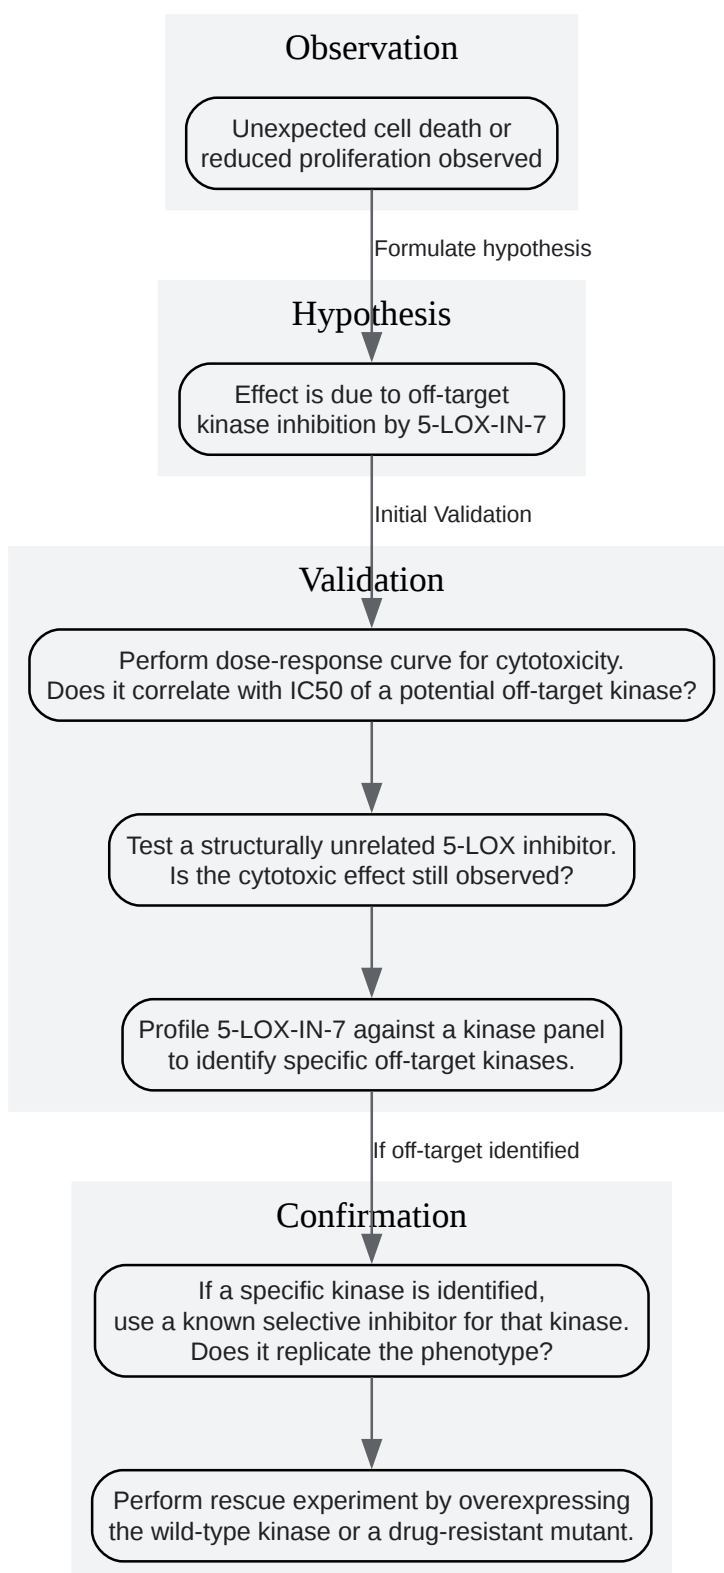 Observation
Unexpected cell death or
reduced proliferation observed
Formulate hypothesis
Hypothesis
Effect is due to off-target
kinase inhibition by 5-LOX-IN-7
Initial Validation
Validation
Perform dose-response curve for cytotoxicity.
Does it correlate with IC50 of a potential off-target kinase?
Test a structurally unrelated 5-LOX inhibitor.
Is the cytotoxic effect still observed?
Profile 5-LOX-IN-7 against a kinase panel
to identify specific off-target kinases.
If off-target identified
Confirmation
If a specific kinase is identified,
use a known selective inhibitor for that kinase.
Does it replicate the phenotype?
Perform rescue experiment by overexpressing
the wild-type kinase or a drug-resistant mutant.